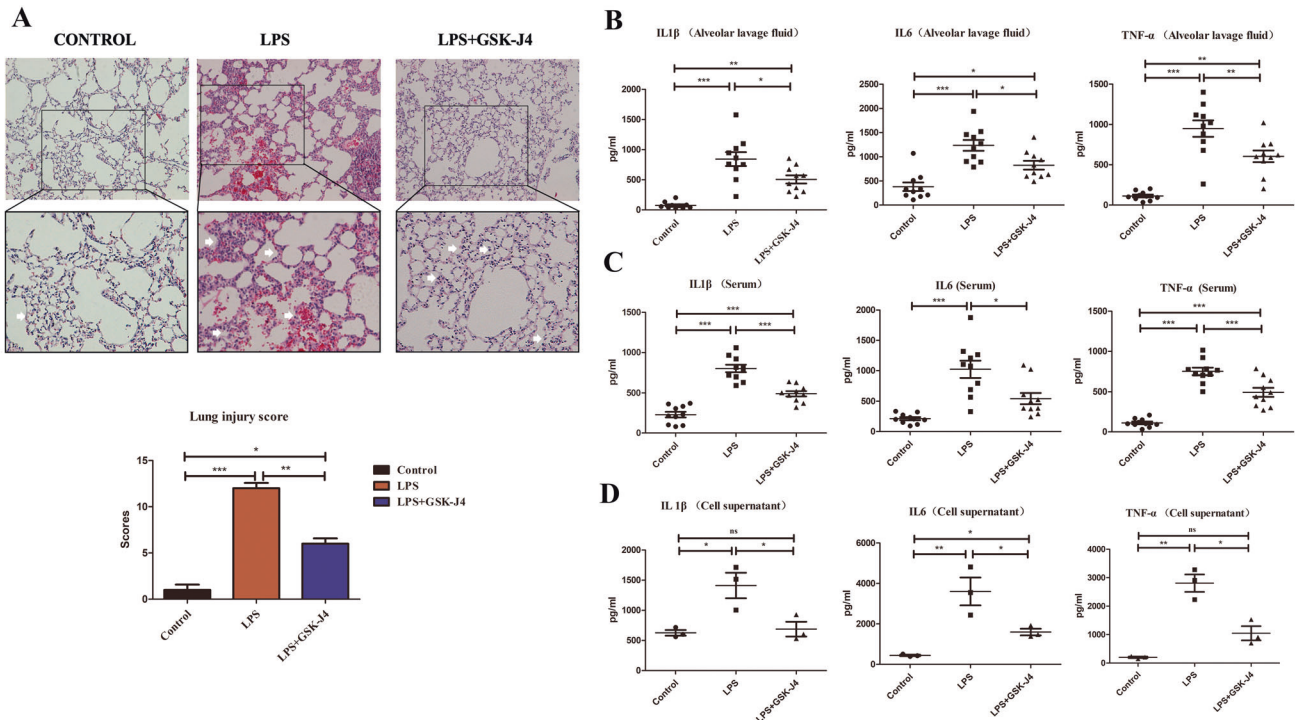 A
CONTROL
LPS
LPS+GSK-J4
Lung injury score
*
***
**
Control
LPS
LPS+GSK-J4
Scores
15
10
5
0
Control
LPS
LPS+GSK-J4
B
IL1β （Alveolar lavage fluid)
**
***
*
pg/ml
2000
1500
1000
500
0
Control
LPS
LPS+GSK-J4
IL6 （Alveolar lavage fluid)
*
***
*
pg/ml
2500
2000
1500
1000
500
0
Control
LPS
LPS+GSK-J4
TNF-α （Alveolar lavage fluid)
**
***
**
pg/ml
1500
1000
500
0
Control
LPS
LPS+GSK-J4
C
IL1β （Serum)
***
***
***
pg/ml
1500
1000
500
0
Control
LPS
LPS+GSK-J4
IL6 (Serum)
***
*
pg/ml
2000
1500
1000
500
0
Control
LPS
LPS+GSK-J4
TNF-α (Serum)
***
***
***
pg/ml
1500
1000
500
0
Control
LPS
LPS+GSK-J4
D
IL 1β （Cell supernatant)
ns
*
*
pg/ml
2000
1500
1000
500
0
Control
LPS
LPS+GSK-J4
IL6（Cell supernatant)
*
**
*
pg/ml
6000
4000
2000
0
Control
LPS
LPS+GSK-J4
TNF-α （Cell supernatant)
ns
**
*
pg/ml
4000
3000
2000
1000
0
Control
LPS
LPS+GSK-J4